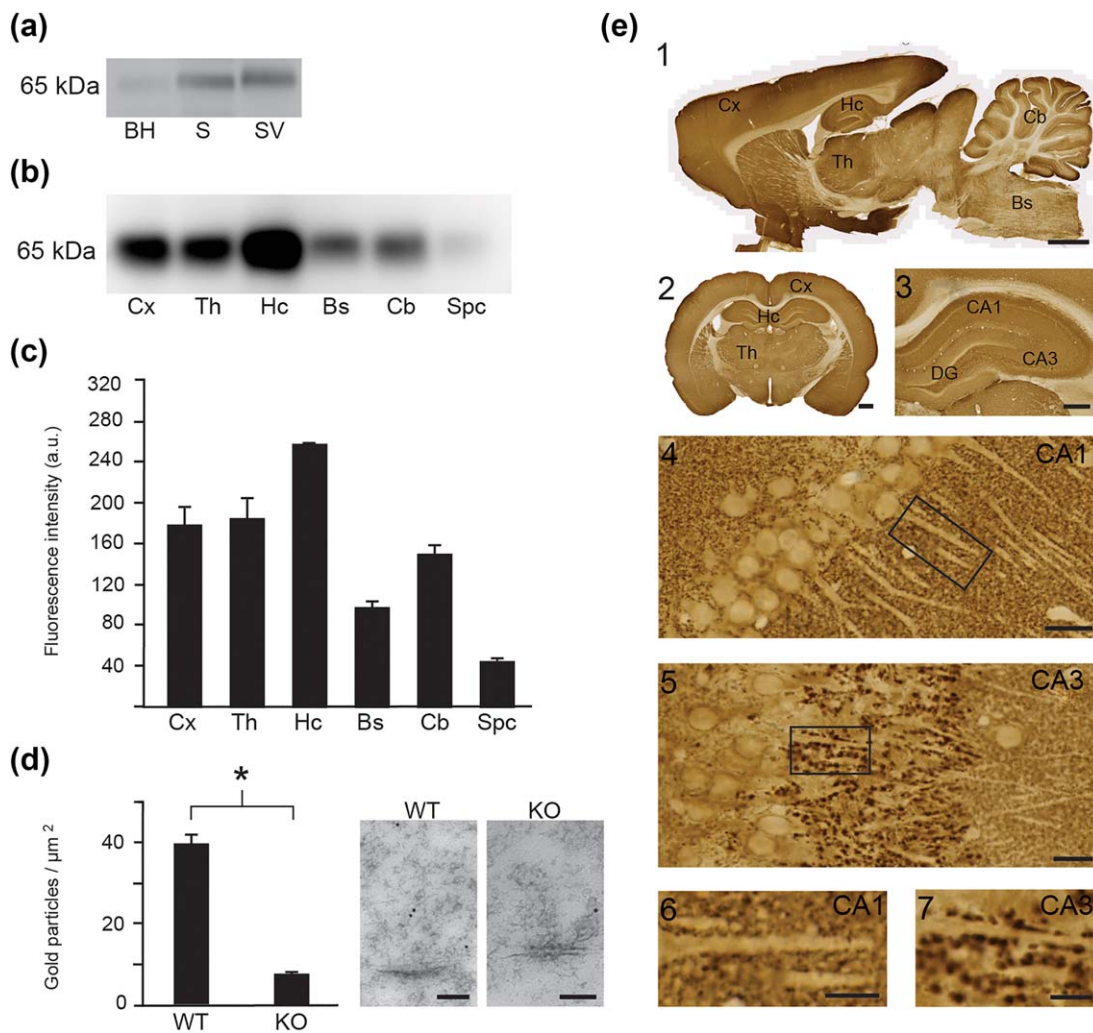 (a)
65 kDa
BH S SV
(b)
65 kDa
Cx Th Hc Bs Cb Spc
(c)
Fluorescence intensity (a.u.)
320
280
240
200
160
120
80
40
Cx Th Hc Bs Cb Spc
(d)
Gold particles / µm²
40
20
0
*
WT KO
WT KO
(e)
1
Cx
Hc
Cb
Th
Bs
2
Cx
Hc
Th
3
CA1
CA3
DG
4
CA1
5
CA3
6
CA1
7
CA3